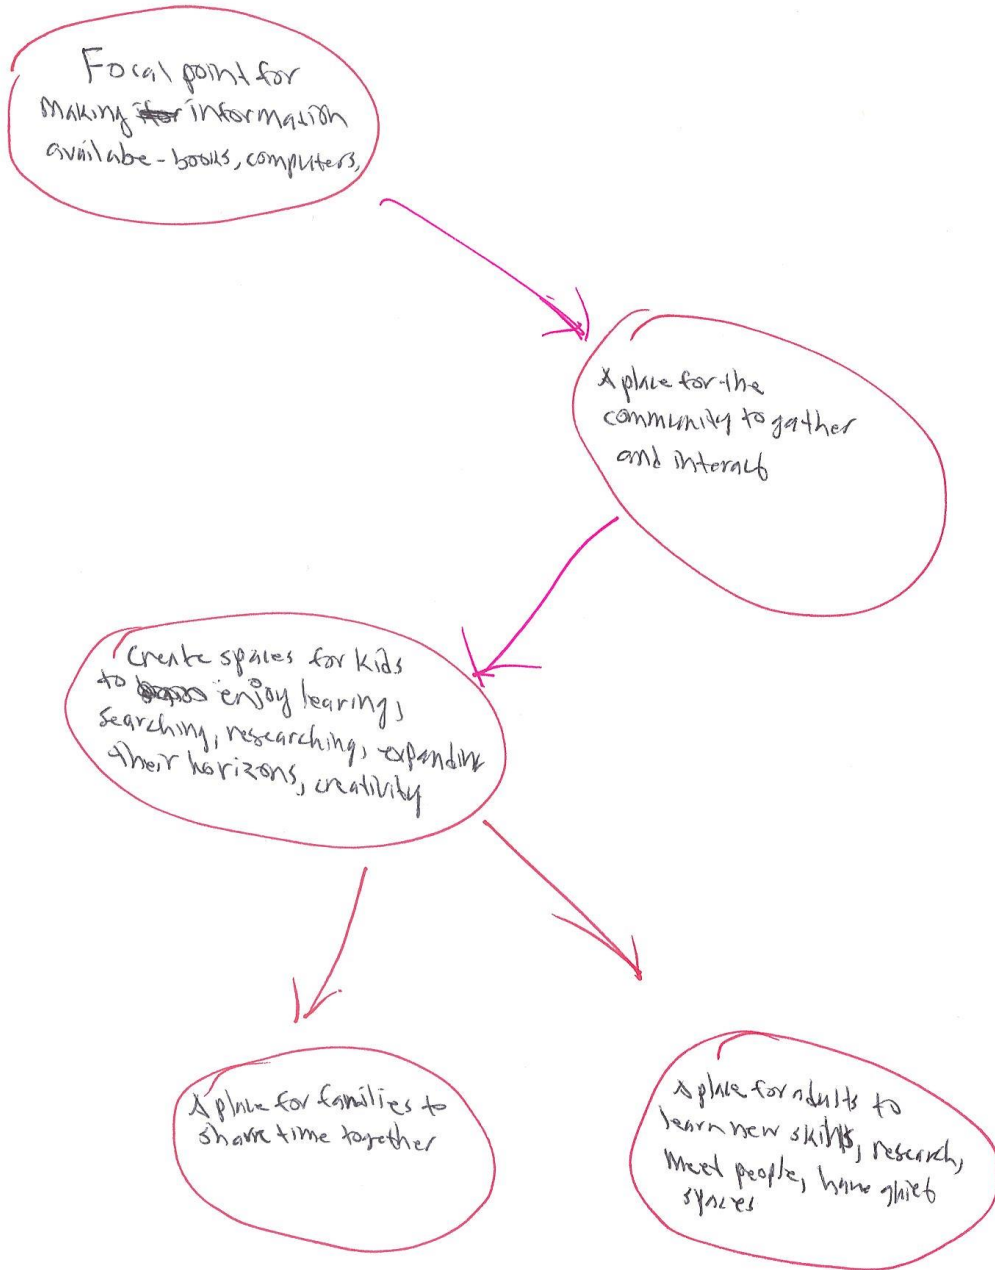 Focal point for
making information
availabe - books, computers,
A place for the
community to gather
and interact
Create spaces for kids
to enjoy learing,
searching, researching, expanding
their horizons, creativity
A place for families to
share time together
A place for adults to
learn new skills, research,
meet people, have quiet
spaces